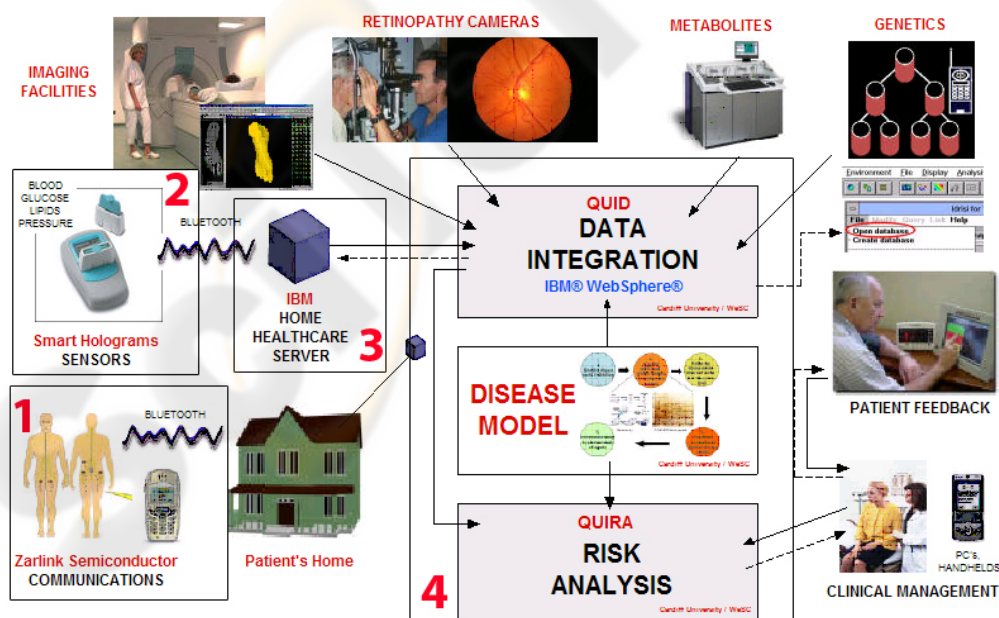 RETINOPATHY CAMERAS
METABOLITES
GENETICS
IMAGING
FACILITIES
2
BLOOD
GLUCOSE
LIPIDS
PRESSURE
BLUETOOTH
Smart Holograms
SENSORS
IBM
HOME
HEALTHCARE
SERVER
3
QUID
DATA
INTEGRATION
IBM® WebSphere®
Cardiff University / WeSC
Environment File Display
File Modify Query Link Help
Open database
Create database
PATIENT FEEDBACK
DISEASE
MODEL
Cardiff University / WeSC
1
BLUETOOTH
Zarlink Semiconductor
COMMUNICATIONS
Patient's Home
QUIRA
RISK
ANALYSIS
4
Cardiff University / WeSC
PC's,
HANDHELDS
CLINICAL MANAGEMENT